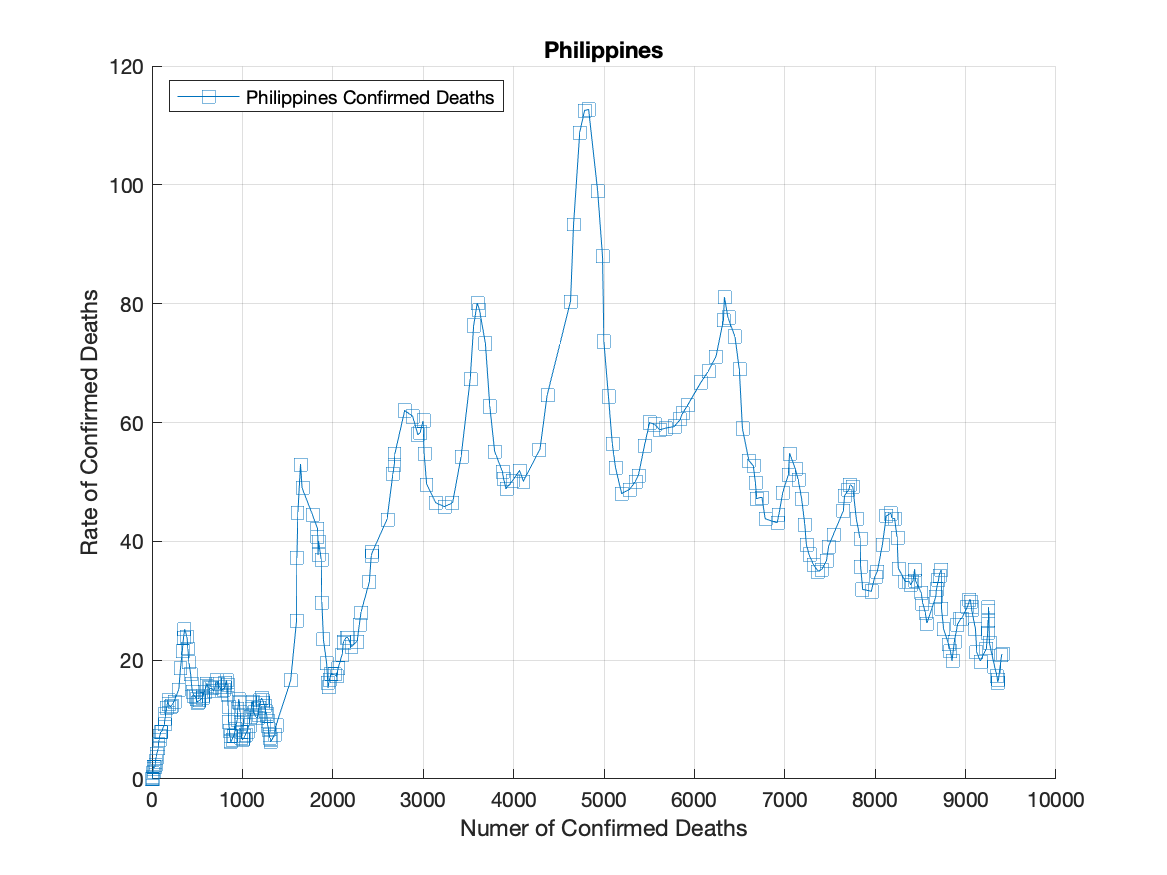 Philippines
Philippines Confirmed Deaths
120
100
80
60
40
20
0
Rate of Confirmed Deaths
0 1000 2000 3000 4000 5000 6000 7000 8000 9000 10000
Numer of Confirmed Deaths